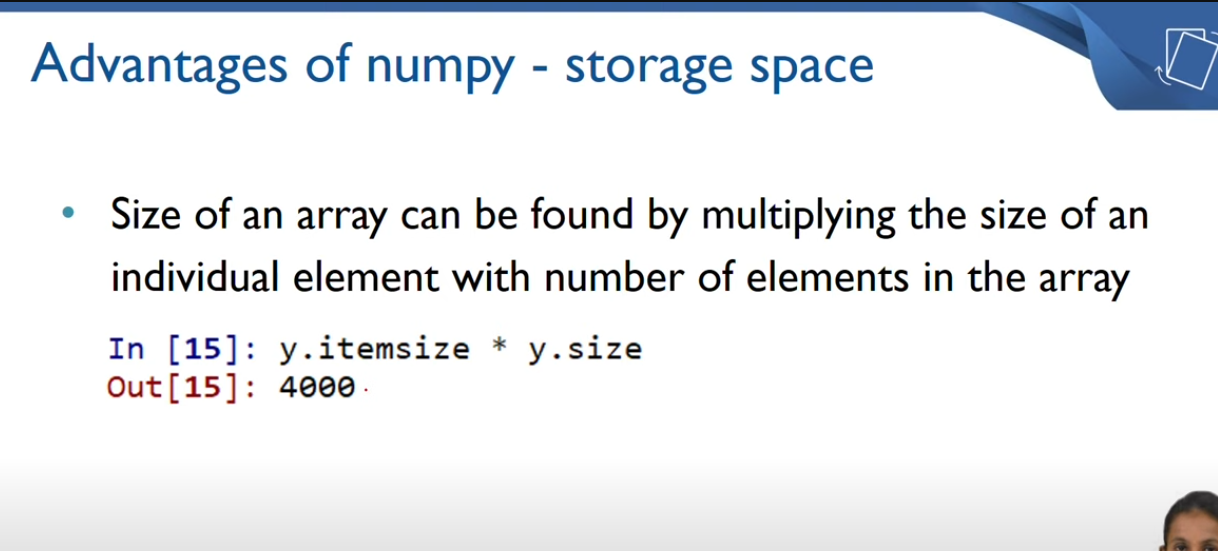 Advantages of numpy - storage space
• Size of an array can be found by multiplying the size of an
individual element with number of elements in the array
In [15]: y.itemsize * y.size
Out[15]: 4000